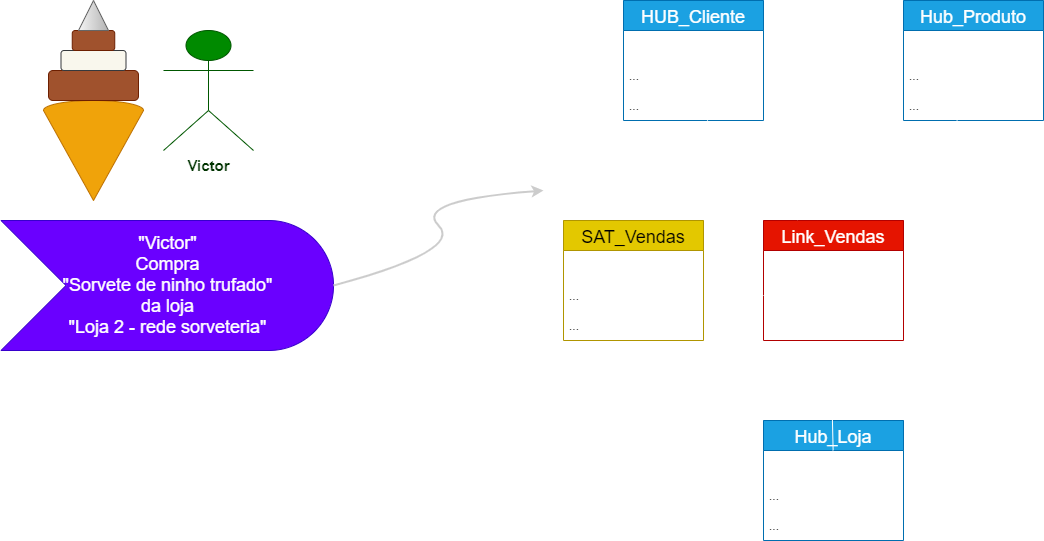 Victor
"Victor"
Compra
"Sorvete de ninho trufado"
da loja
"Loja 2 - rede sorveteria"
HUB_Cliente
...
...
Hub_Produto
...
...
SAT_Vendas
...
...
Link_Vendas
Hub_Loja
...
...